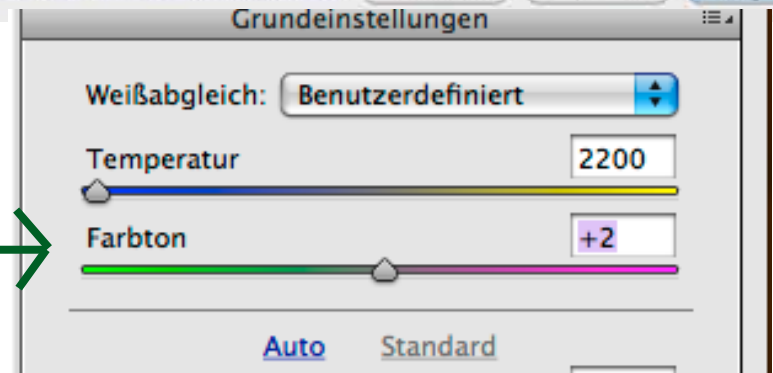 Grundeinstellungen
Weißabgleich: Benutzerdefiniert
Temperatur 2200
Farbton +2
Auto Standard